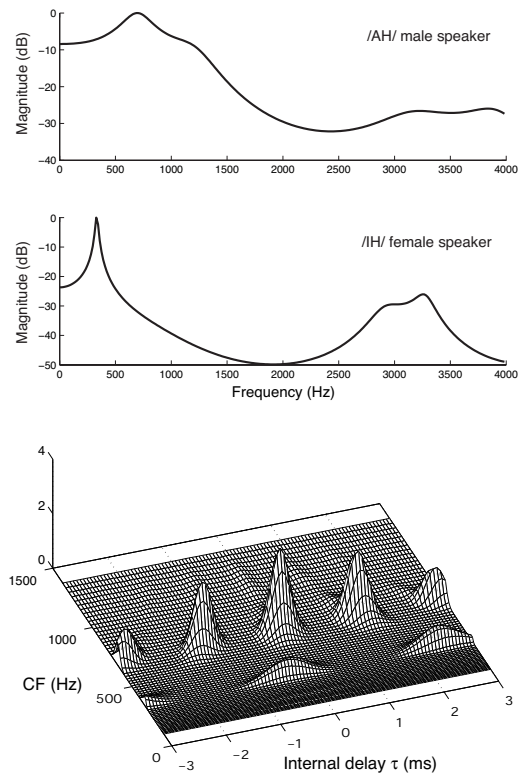 0
−10
−20
−30
−40
Magnitude (dB)
/AH/ male speaker
0 500 1000 1500 2000 2500 3000 3500 4000
0
−10
−20
−30
−40
−50
Magnitude (dB)
/IH/ female speaker
0 500 1000 1500 2000 2500 3000 3500 4000
Frequency (Hz)
4
2
0
1500
1000
500
0
CF (Hz)
−3 −2 −1 0 1 2 3
Internal delay τ (ms)